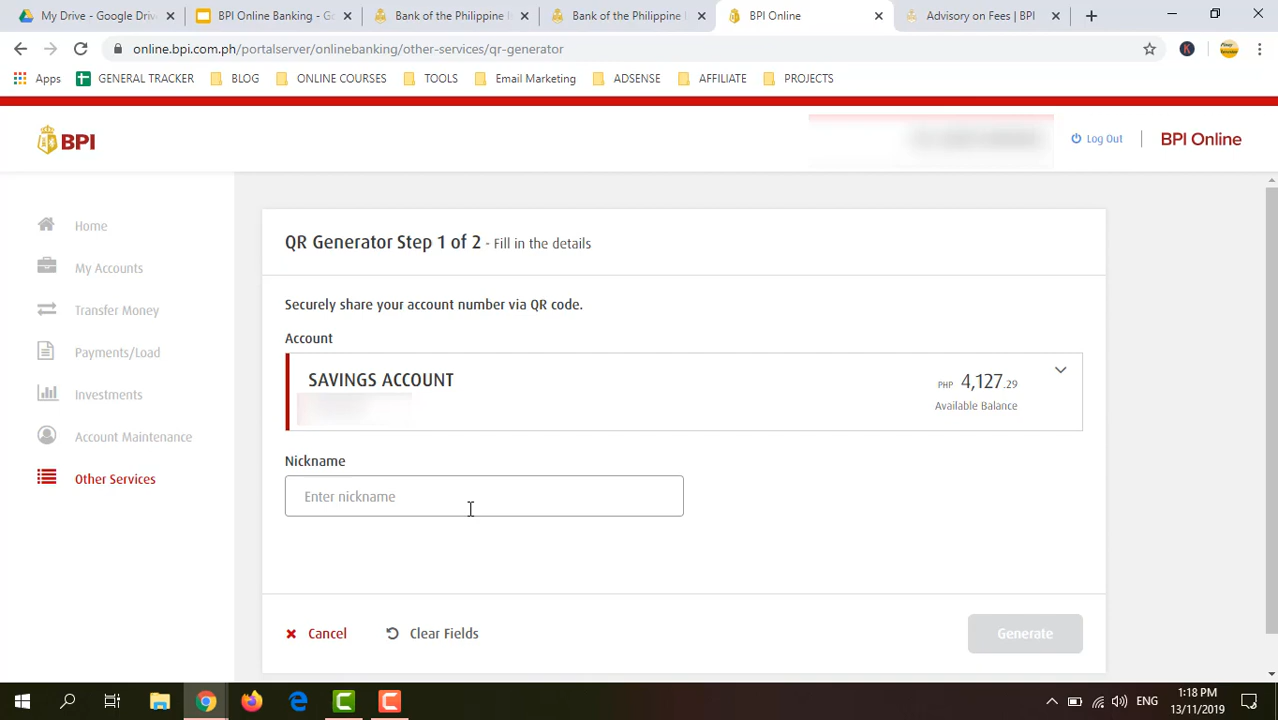 My Drive - Google Driv
BPI Online Banking - Go
Bank of the Philippine Is
Bank of the Philippine I
BPI Online
Advisory on Fees | BPI
online.bpi.com.ph/portalserver/onlinebanking/other-services/qr-generator
K
Apps
GENERAL TRACKER
BLOG
ONLINE COURSES
TOOLS
Email Marketing
ADSENSE
AFFILIATE
PROJECTS
BPI
Log Out
BPI Online
Home
My Accounts
Transfer Money
Payments/Load
Investments
Account Maintenance
Other Services
QR Generator Step 1 of 2 - Fill in the details
Securely share your account number via QR code.
Account
SAVINGS ACCOUNT
PHP 4,127.29
Available Balance
Nickname
Enter nickname
Cancel
Clear Fields
Generate
ENG
1:18 PM
13/11/2019